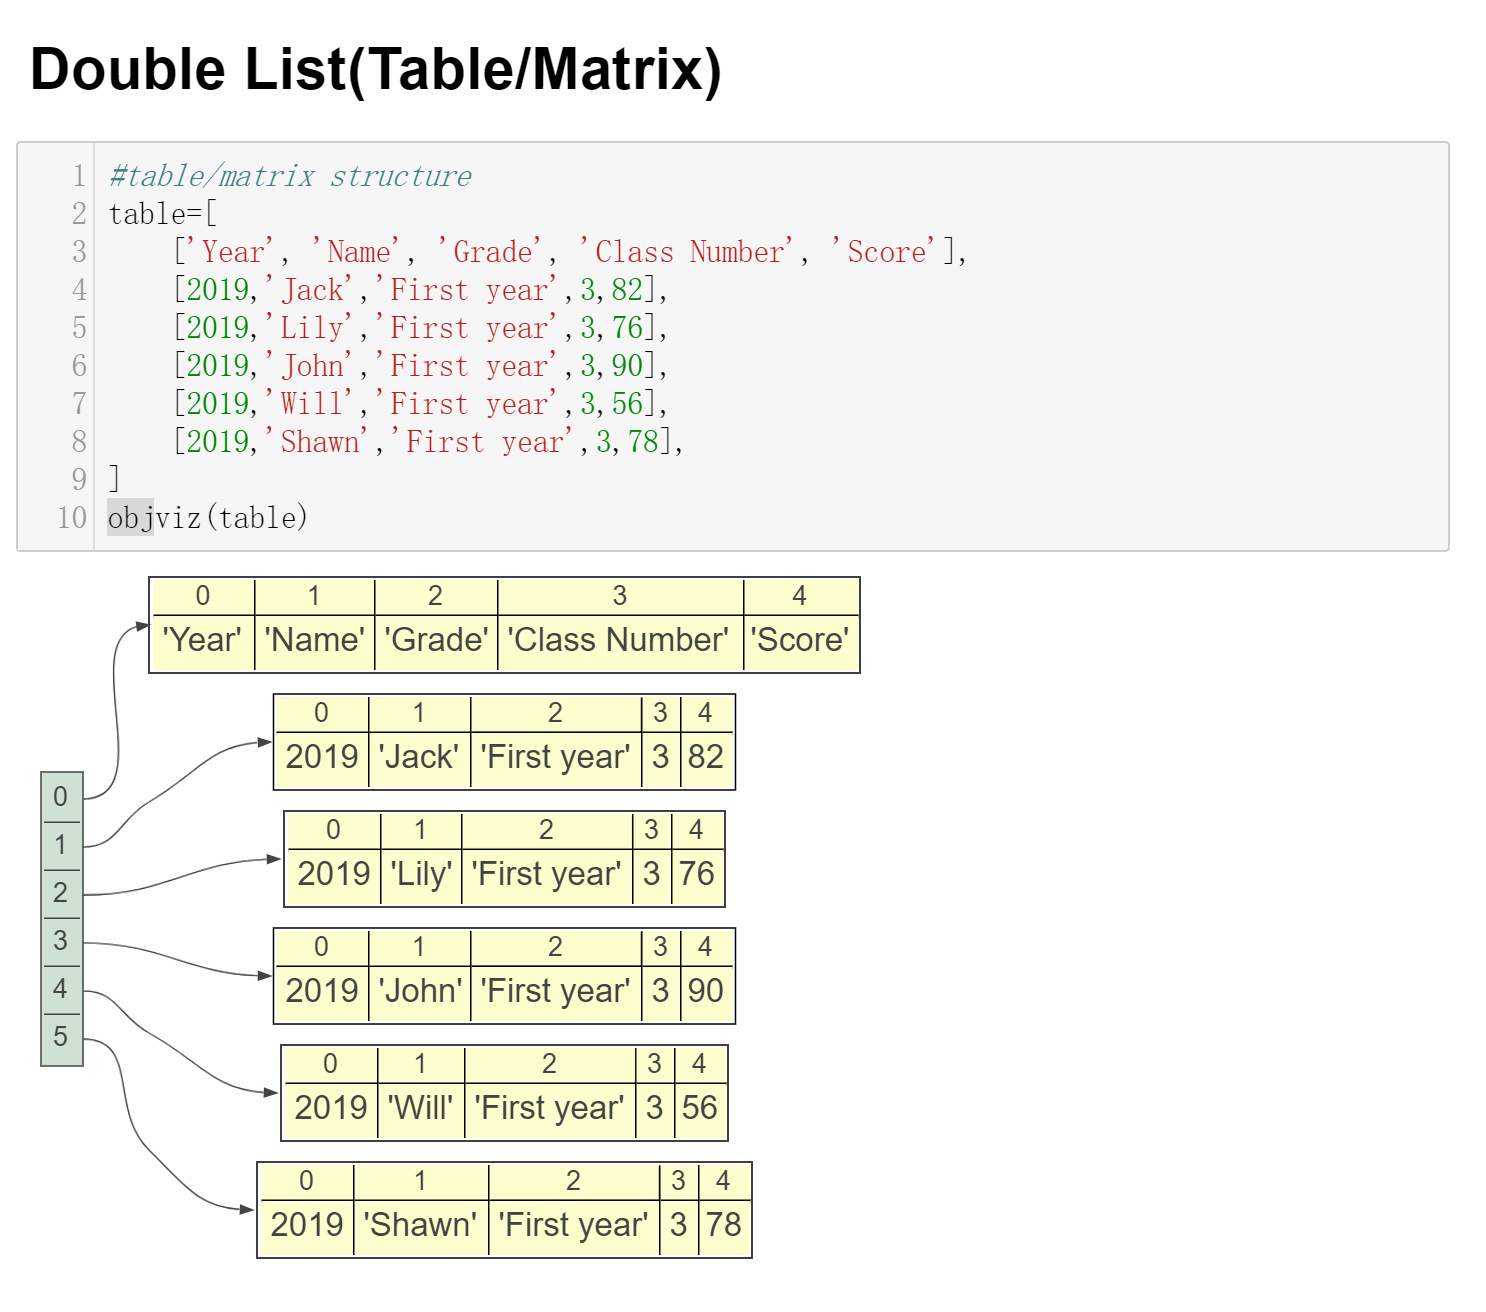 Double List(Table/Matrix)
1 #table/matrix structure
2 table=[
3     ['Year', 'Name', 'Grade', 'Class Number', 'Score'],
4     [2019,'Jack','First year',3,82],
5     [2019,'Lily','First year',3,76],
6     [2019,'John','First year',3,90],
7     [2019,'Will','First year',3,56],
8     [2019,'Shawn','First year',3,78],
9 ]
10 objviz(table)
0 1 2 3 4
'Year' 'Name' 'Grade' 'Class Number' 'Score'
0 1 2 3 4
2019 'Jack' 'First year' 3 82
0
0 1 2 3 4
1
2019 'Lily' 'First year' 3 76
2
3
0 1 2 3 4
4
2019 'John' 'First year' 3 90
5
0 1 2 3 4
2019 'Will' 'First year' 3 56
0 1 2 3 4
2019 'Shawn' 'First year' 3 78